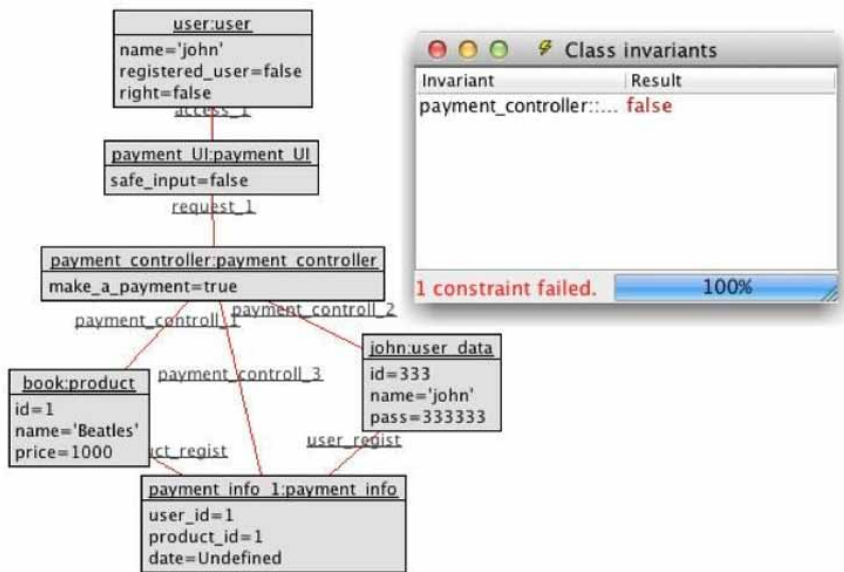 user:user
name='john'
registered_user=false
right=false
access_1
payment_UI:payment_UI
safe_input=false
request_1
payment_controller:payment_controller
make_a_payment=true
payment_controll_2
payment_controll_1
payment_controll_3
john:user_data
id=333
name='john'
pass=333333
book:product
id=1
name='Beatles'
price=1000
uct_regist
user_regist
payment_info_1:payment_info
user_id=1
product_id=1
date=Undefined
Class invariants
Invariant Result
payment_controller::... false
1 constraint failed. 100%